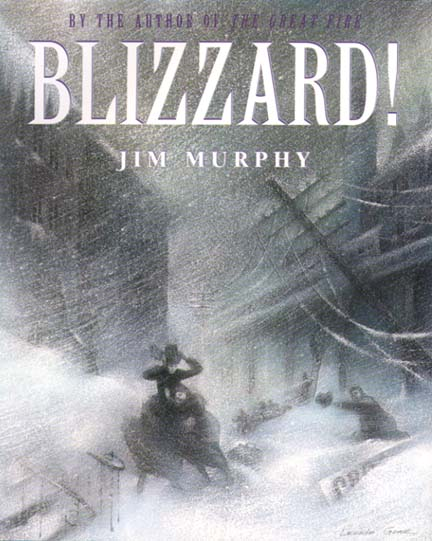 BY THE AUTHOR OF THE GREAT FIRE
BLIZZARD!
JIM MURPHY